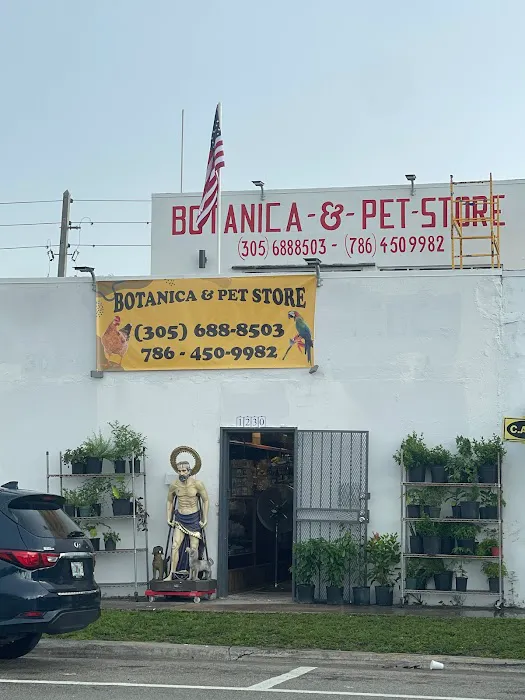 BOTANICA-&-PET-STORE
(305) 6888503 - (786) 4509982
BOTANICA & PET STORE
(305) 688-8503
786 - 450-9982
1230
C.A